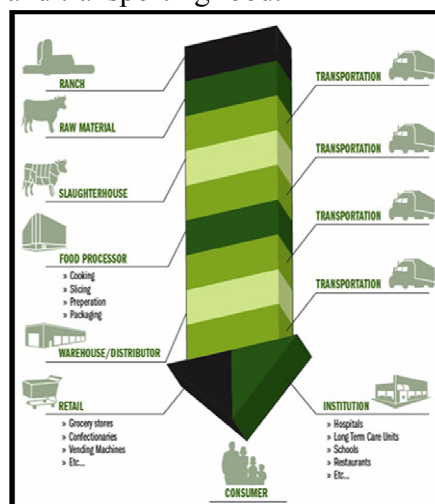 and transporting food.
RANCH
TRANSPORTATION
RAW MATERIAL
TRANSPORTATION
SLAUGHTERHOUSE
TRANSPORTATION
FOOD PROCESSOR
» Cooking
» Slicing
» Preperation
» Packaging
TRANSPORTATION
WAREHOUSE/DISTRIBUTOR
RETAIL
» Grocery stores
» Confectionaries
» Vending Machines
» Etc...
INSTITUTION
» Hospitals
» Long Term Care Units
» Schools
» Restaurants
» Etc...
CONSUMER